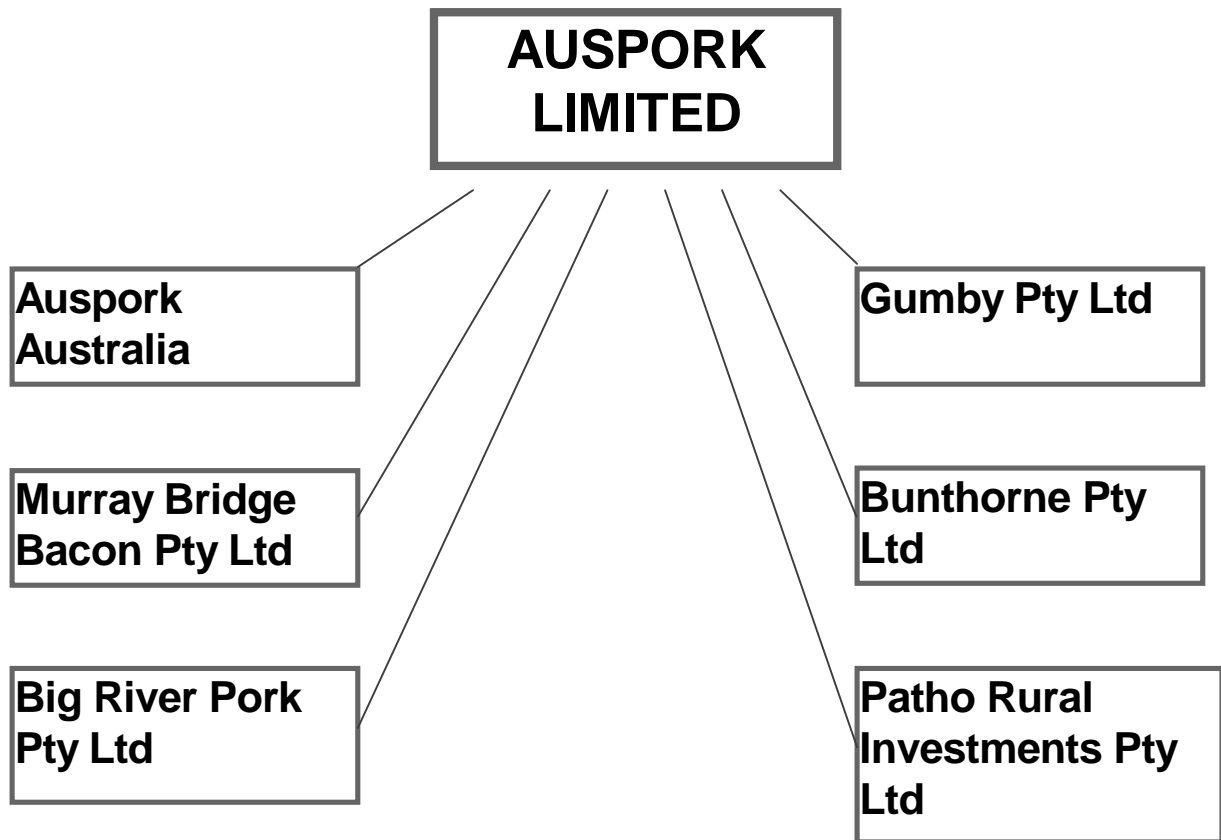 AUSPORK
LIMITED
Auspork
Australia
Gumby Pty Ltd
Murray Bridge
Bacon Pty Ltd
Bunthorne Pty
Ltd
Big River Pork
Pty Ltd
Patho Rural
Investments Pty
Ltd